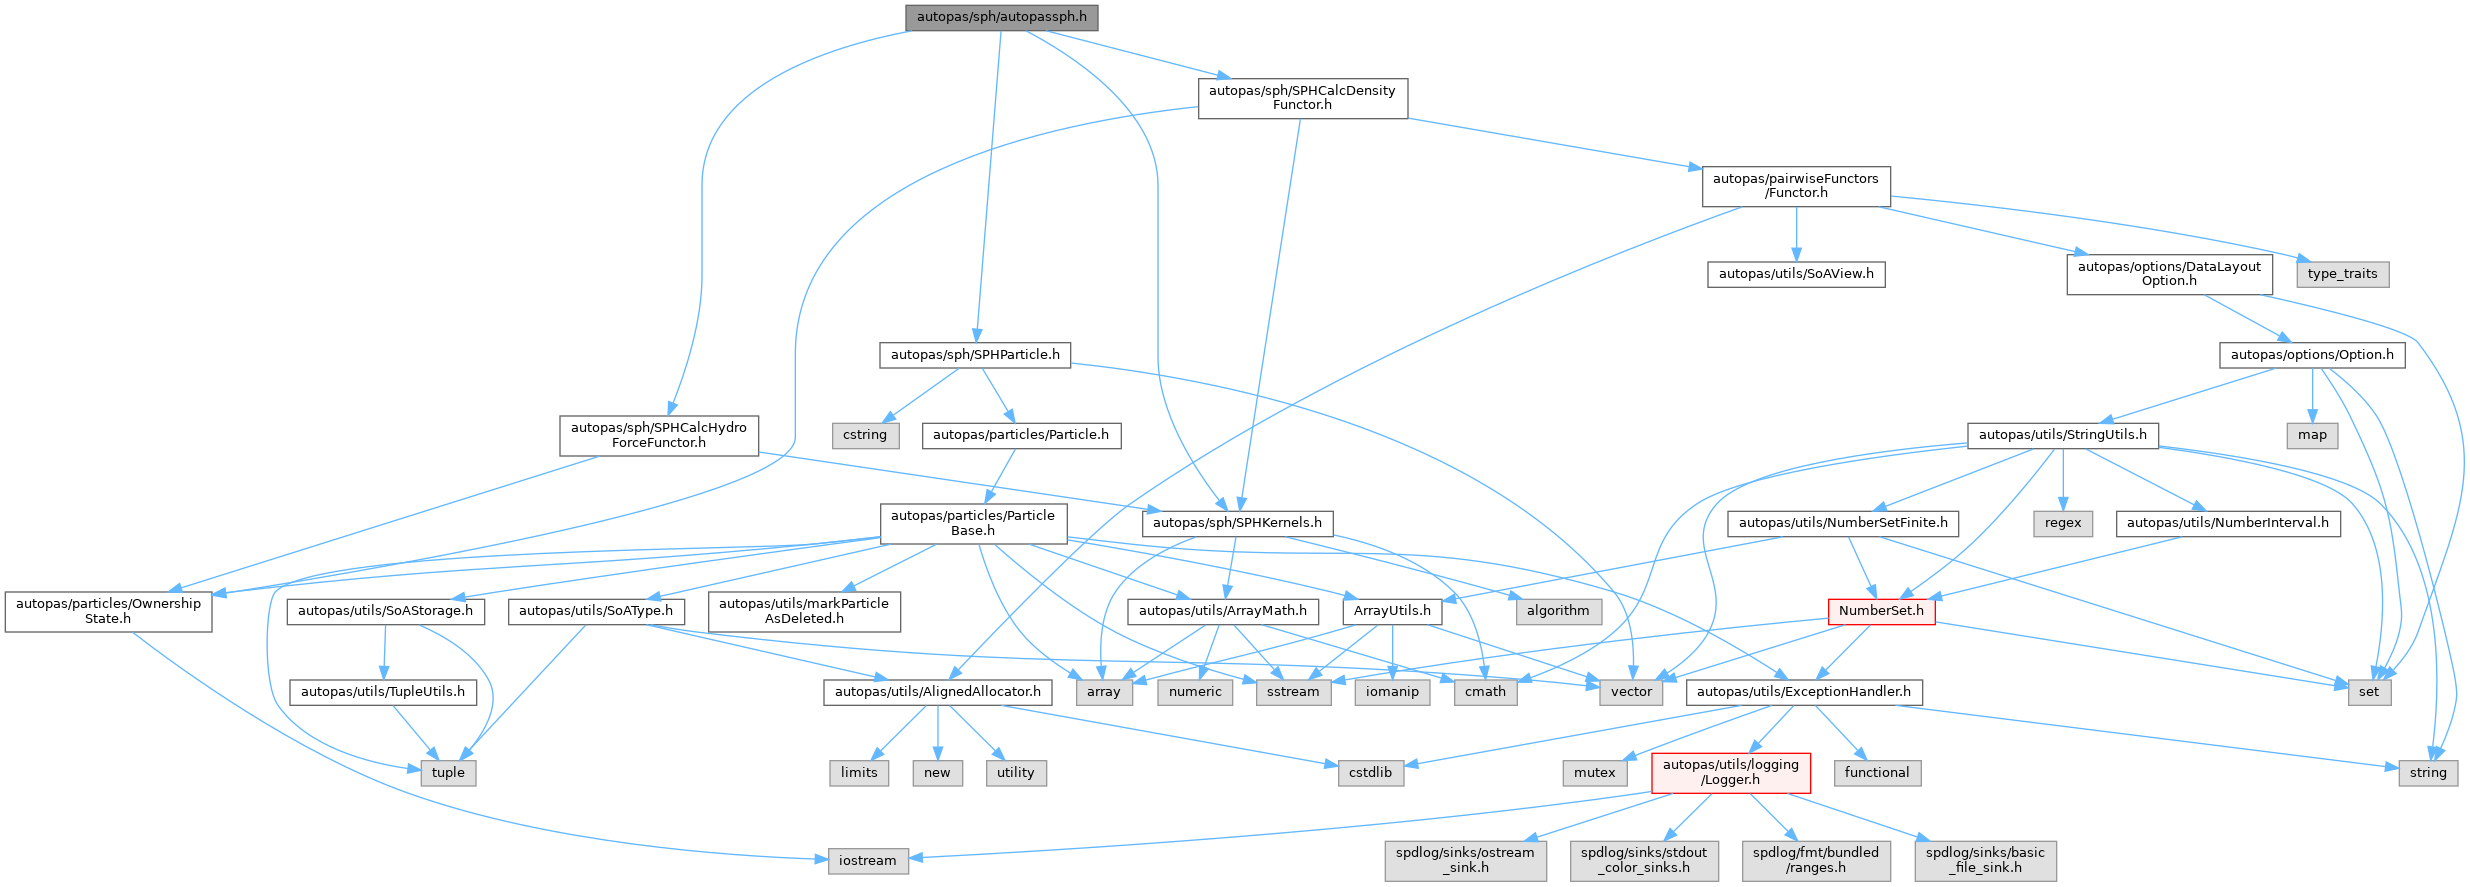 autopas/sph/autopassph.h
autopas/sph/SPHCalcDensity
Functor.h
autopas/pairwiseFunctors
/Functor.h
autopas/utils/SoAView.h
autopas/options/DataLayout
Option.h
type_traits
autopas/sph/SPHParticle.h
autopas/options/Option.h
autopas/sph/SPHCalcHydro
ForceFunctor.h
cstring
autopas/particles/Particle.h
autopas/utils/StringUtils.h
map
autopas/particles/Particle
Base.h
autopas/sph/SPHKernels.h
autopas/utils/NumberSetFinite.h
regex
autopas/utils/NumberInterval.h
autopas/particles/Ownership
State.h
autopas/utils/SoAStorage.h
autopas/utils/SoAType.h
autopas/utils/markParticle
AsDeleted.h
autopas/utils/ArrayMath.h
ArrayUtils.h
algorithm
NumberSet.h
autopas/utils/TupleUtils.h
autopas/utils/AlignedAllocator.h
array
numeric
sstream
iomanip
cmath
vector
autopas/utils/ExceptionHandler.h
set
tuple
limits
new
utility
cstdlib
mutex
autopas/utils/logging
/Logger.h
functional
string
iostream
spdlog/sinks/ostream
_sink.h
spdlog/sinks/stdout
_color_sinks.h
spdlog/fmt/bundled
/ranges.h
spdlog/sinks/basic
_file_sink.h